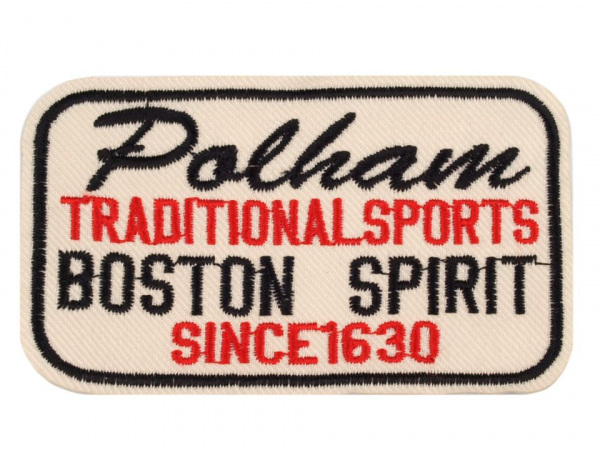 Polham
TRADITIONALSPORTS
BOSTON SPIRIT
SINCE1630